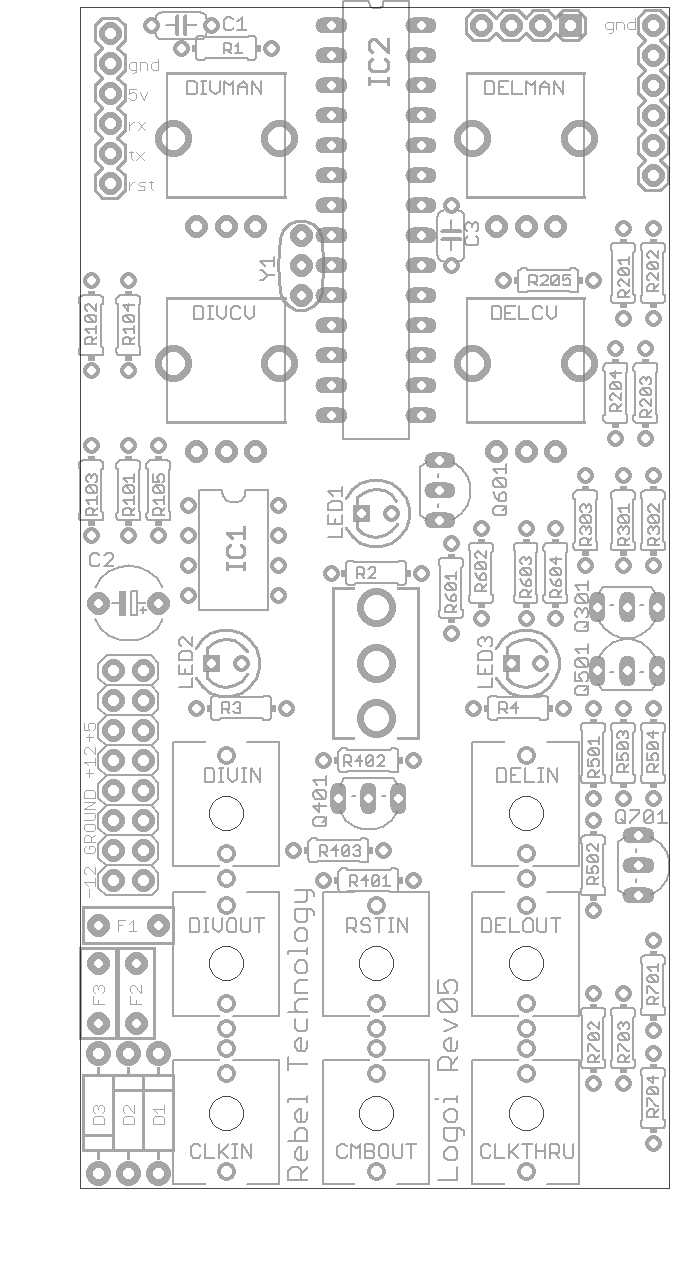 C1
R1
IC2
gnd
gnd
5v
rx
tx
rst
DIVMAN
DELMAN
C3
Y1
R201
R202
R205
R102
R104
DIVCV
DELCV
R204
R203
R103
R101
R105
IC1
LED1
Q601
R303
R301
R302
C2
+
R2
R601
R602
R603
R604
Q301
LED2
LED3
Q501
R3
R4
-12 GROUND +12+5
DIVIN
R402
DELIN
R501
R503
R504
Q401
Q701
R403
R502
R401
F1
DIVOUT
RSTIN
DELOUT
F3
F2
R701
R702
R703
R704
D3
D2
D1
CLKIN
Rebel Technology
CMBOUT
Logoi Rev05
CLKTHRU